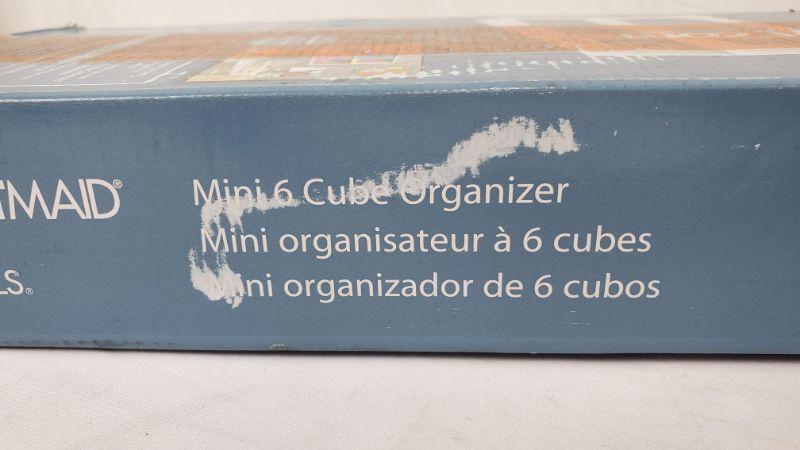 TMAID®
LS®
Mini 6 Cube Organizer
Mini organisateur à 6 cubes
Mini organizador de 6 cubos